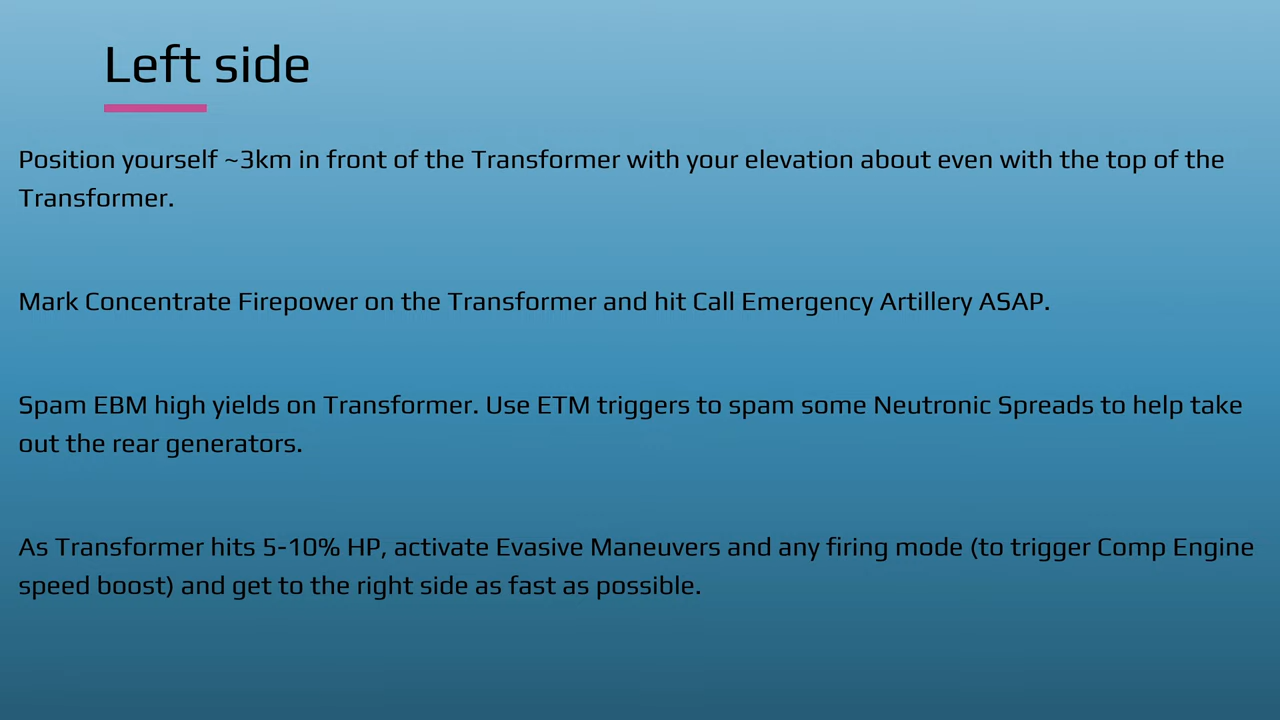 Left side
Position yourself ~3km in front of the Transformer with your elevation about even with the top of the
Transformer.
Mark Concentrate Firepower on the Transformer and hit Call Emergency Artillery ASAP.
Spam EBM high yields on Transformer. Use ETM triggers to spam some Neutronic Spreads to help take
out the rear generators.
As Transformer hits 5-10% HP, activate Evasive Maneuvers and any firing mode (to trigger Comp Engine
speed boost) and get to the right side as fast as possible.